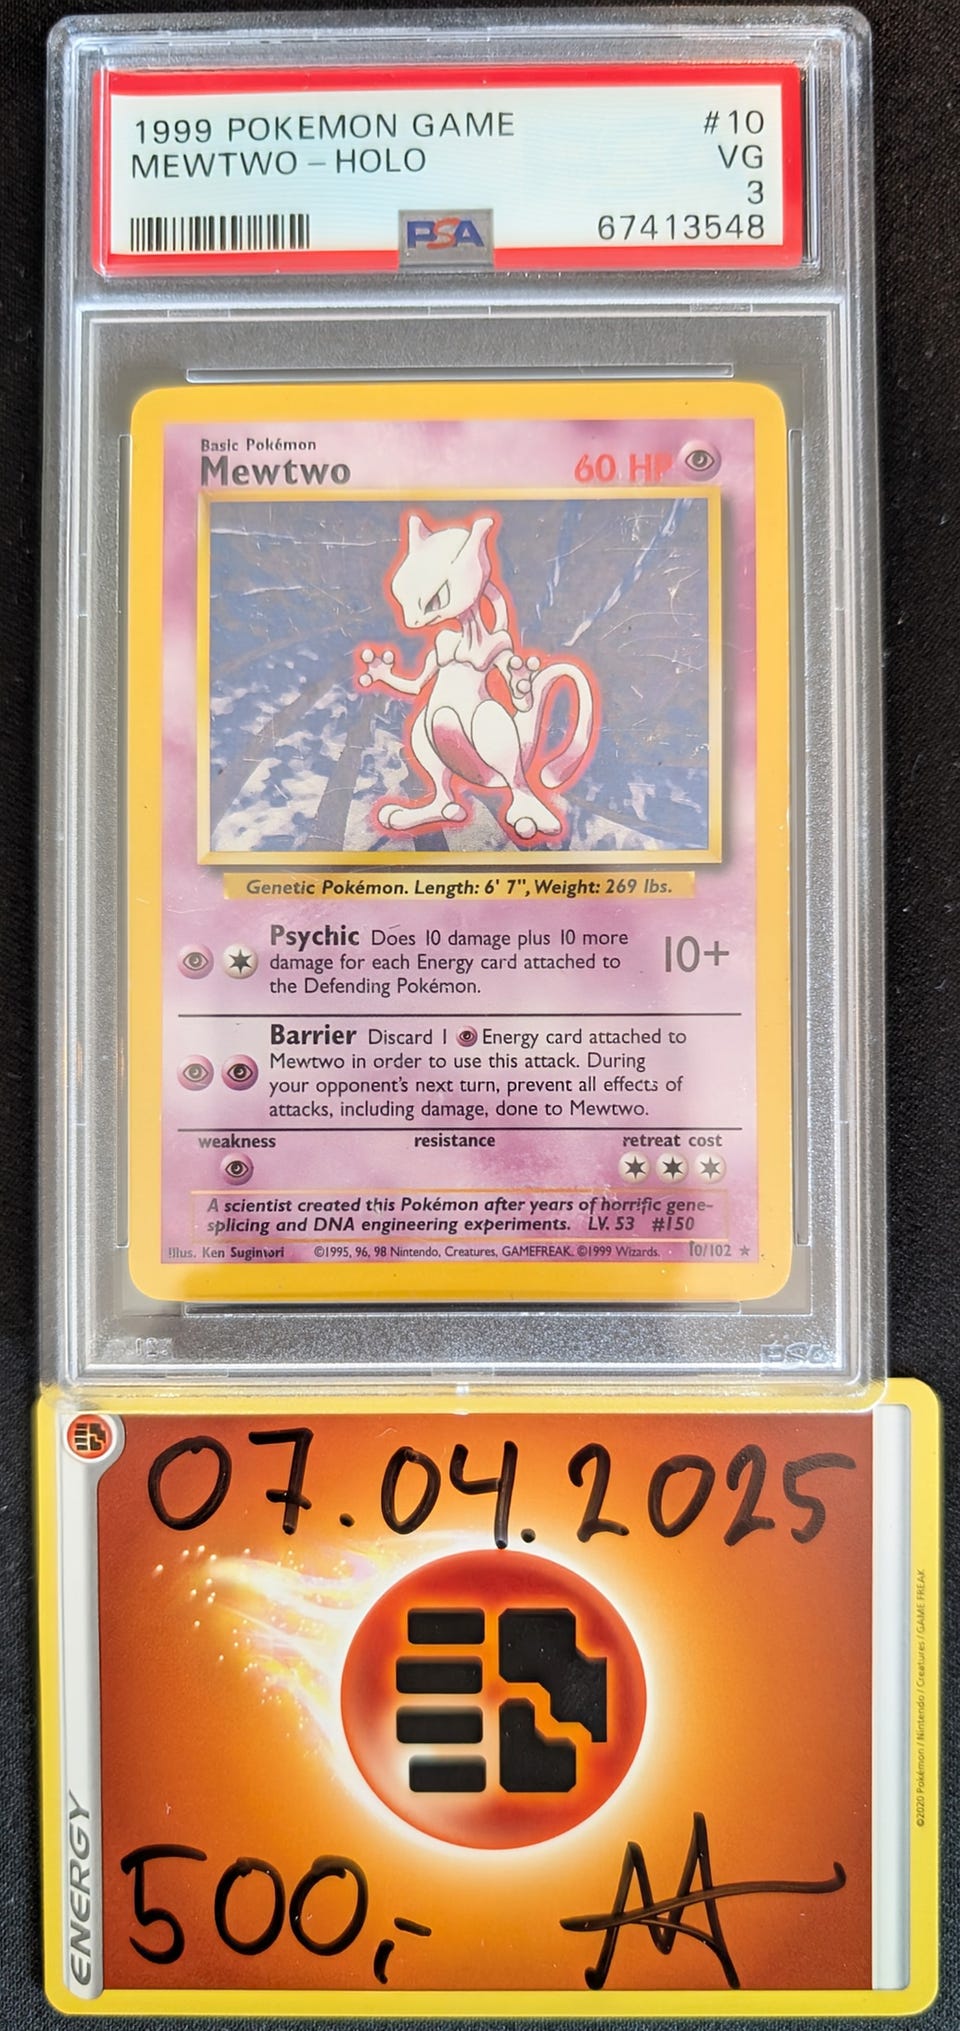 1999 POKEMON GAME #10
MEWTWO – HOLO VG
3
PSA 67413548
Basic Pokémon
Mewtwo 60 HP
Genetic Pokémon. Length: 6' 7", Weight: 269 lbs.
Psychic Does 10 damage plus 10 more
damage for each Energy card attached to
the Defending Pokémon.
10+
Barrier Discard 1 Energy card attached to
Mewtwo in order to use this attack. During
your opponent's next turn, prevent all effects of
attacks, including damage, done to Mewtwo.
weakness resistance retreat cost
A scientist created this Pokémon after years of horrific gene-
splicing and DNA engineering experiments. LV. 53 #150
Illus. Ken Sugimori ©1995, 96, 98 Nintendo, Creatures, GAMEFREAK. ©1999 Wizards. 10/102 ★
07.04.2025
ENERGY
©2020 Pokémon / Nintendo / Creatures / GAME FREAK
500,-
AA